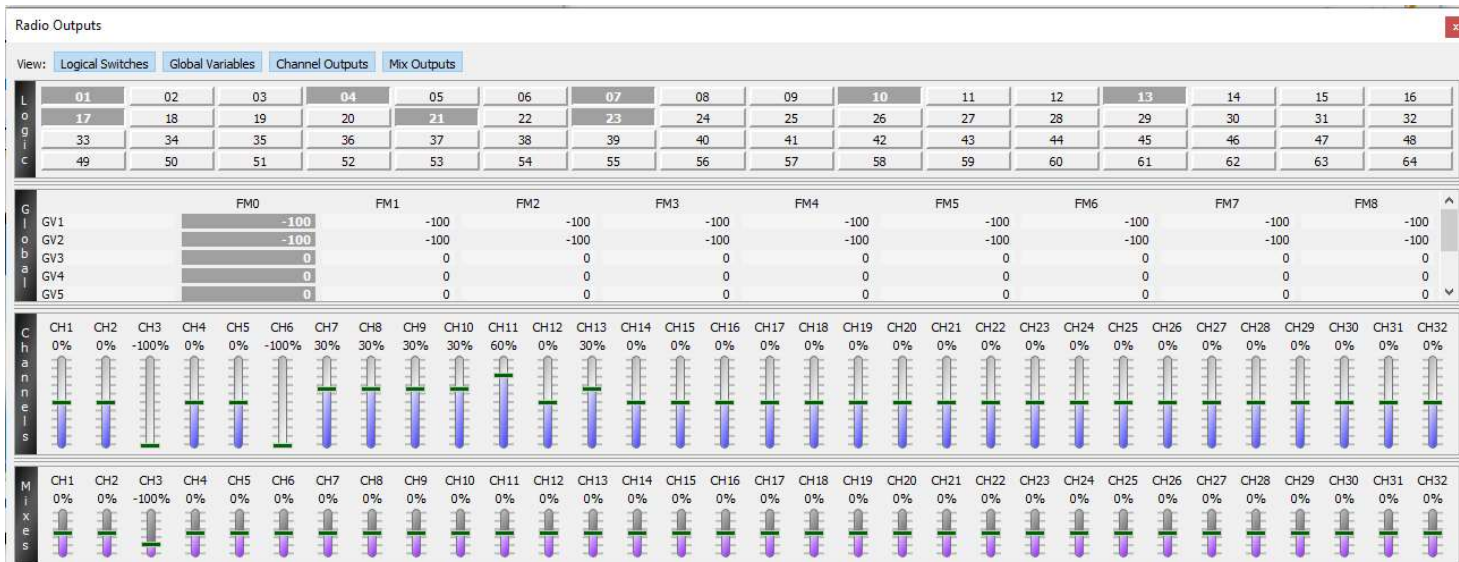 Radio Outputs
x
View: Logical Switches Global Variables Channel Outputs Mix Outputs
Logic
01 02 03 04 05 06 07 08 09 10 11 12 13 14 15 16
17 18 19 20 21 22 23 24 25 26 27 28 29 30 31 32
33 34 35 36 37 38 39 40 41 42 43 44 45 46 47 48
49 50 51 52 53 54 55 56 57 58 59 60 61 62 63 64
Global
FM0 FM1 FM2 FM3 FM4 FM5 FM6 FM7 FM8
GV1 -100 -100 -100 -100 -100 -100 -100 -100 -100
GV2 -100 -100 -100 -100 -100 -100 -100 -100 -100
GV3 0 0 0 0 0 0 0 0 0
GV4 0 0 0 0 0 0 0 0 0
GV5 0 0 0 0 0 0 0 0 0
Channels
CH1 CH2 CH3 CH4 CH5 CH6 CH7 CH8 CH9 CH10 CH11 CH12 CH13 CH14 CH15 CH16 CH17 CH18 CH19 CH20 CH21 CH22 CH23 CH24 CH25 CH26 CH27 CH28 CH29 CH30 CH31 CH32
0% 0% -100% 0% 0% -100% 30% 30% 30% 30% 60% 0% 30% 0% 0% 0% 0% 0% 0% 0% 0% 0% 0% 0% 0% 0% 0% 0% 0% 0% 0% 0%
Mixes
CH1 CH2 CH3 CH4 CH5 CH6 CH7 CH8 CH9 CH10 CH11 CH12 CH13 CH14 CH15 CH16 CH17 CH18 CH19 CH20 CH21 CH22 CH23 CH24 CH25 CH26 CH27 CH28 CH29 CH30 CH31 CH32
0% 0% -100% 0% 0% 0% 0% 0% 0% 0% 0% 0% 0% 0% 0% 0% 0% 0% 0% 0% 0% 0% 0% 0% 0% 0% 0% 0% 0% 0% 0% 0%